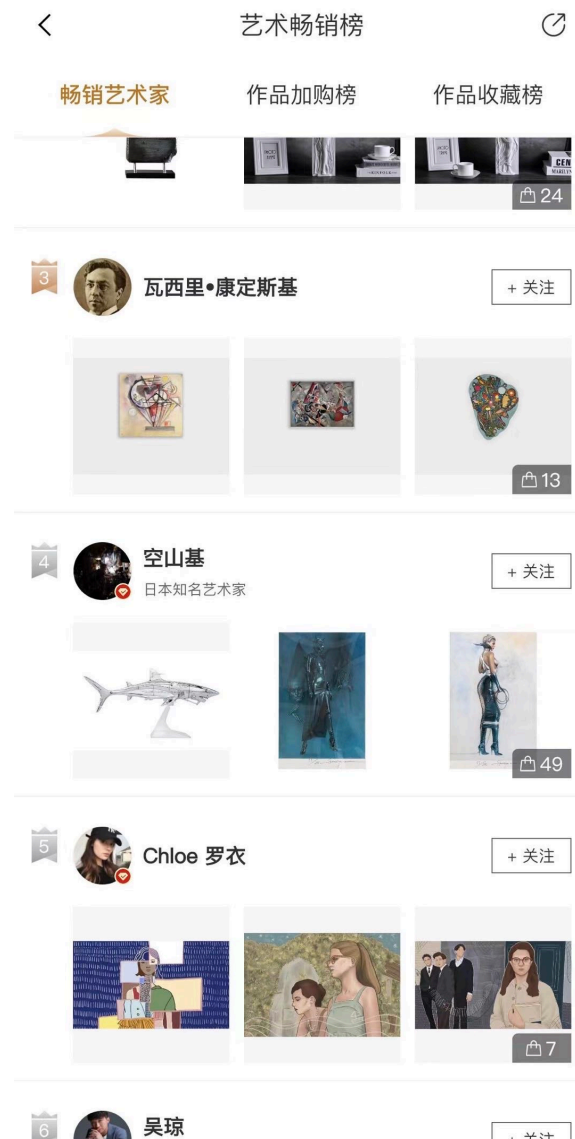 艺术畅销榜
畅销艺术家
作品加购榜
作品收藏榜
24
3
瓦西里•康定斯基
+ 关注
13
4
空山基
日本知名艺术家
+ 关注
49
5
Chloe 罗衣
+ 关注
7
6
吴琼
+ 关注